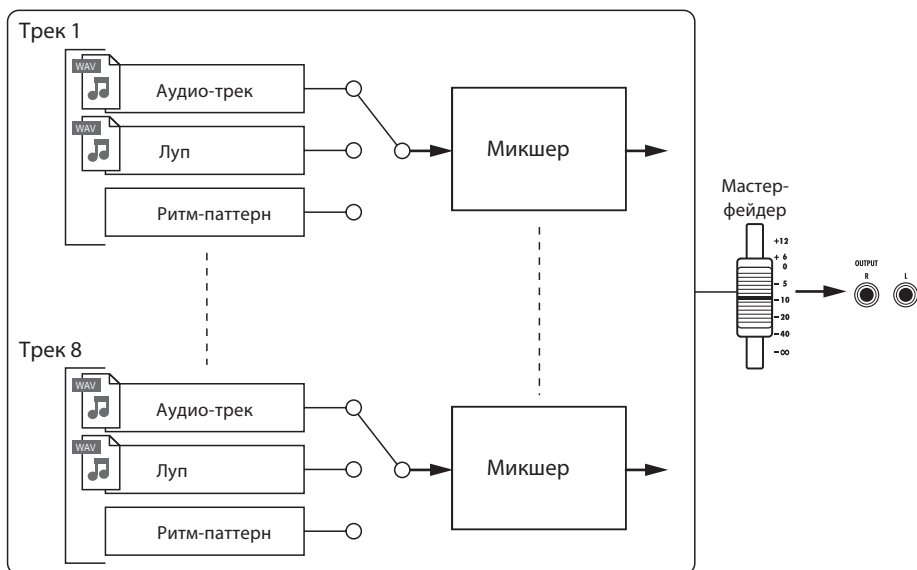 Трек 1
WAV
Аудио-трек
WAV
Луп
Ритм-паттерн
Микшер
Мастер-
фейдер
+12
+ 6
0
- 5
-10
-20
-40
-∞
OUTPUT
R
L
Трек 8
WAV
Аудио-трек
WAV
Луп
Ритм-паттерн
Микшер